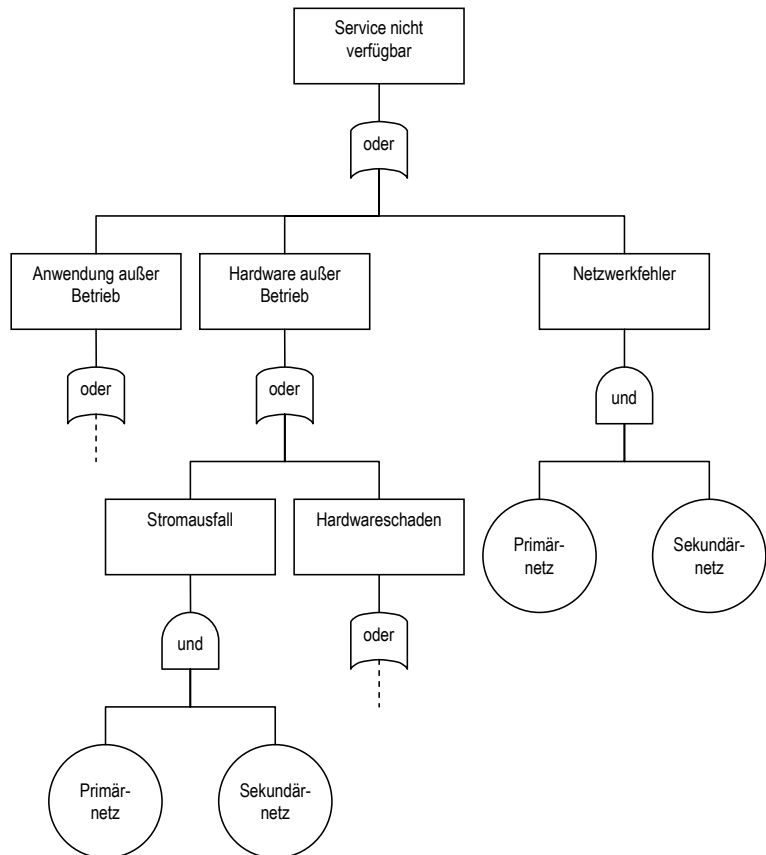 Service nicht
verfügbar
oder
Anwendung außer
Betrieb
Hardware außer
Betrieb
Netzwerkfehler
oder
oder
und
Stromausfall
Hardwareschaden
Primär-
netz
Sekundär-
netz
und
oder
Primär-
netz
Sekundär-
netz